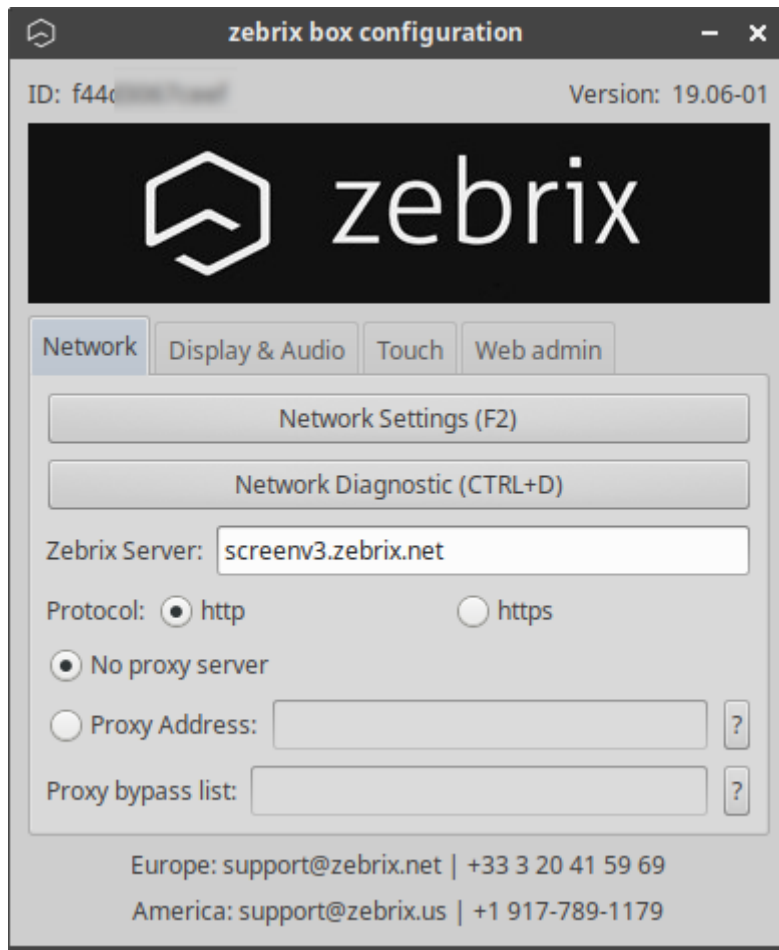 zebrix box configuration
ID: f44
Version: 19.06-01
zebrix
Network
Display & Audio
Touch
Web admin
Network Settings (F2)
Network Diagnostic (CTRL+D)
Zebrix Server: screenv3.zebrix.net
Protocol: http https
No proxy server
Proxy Address: ?
Proxy bypass list: ?
Europe: support@zebrix.net | +33 3 20 41 59 69
America: support@zebrix.us | +1 917-789-1179